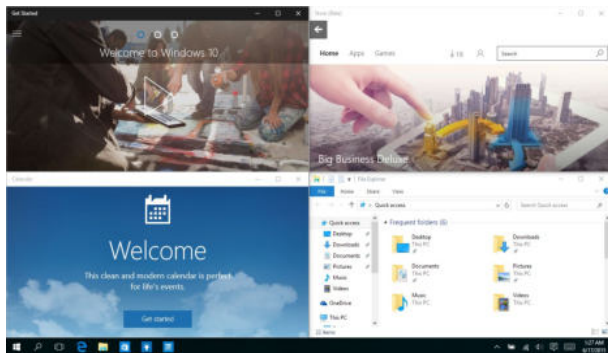 Get Started
Welcome to Windows 10
Home Apps Games
10
Search
Big Business Deluxe
Calendar
Welcome
This clean and modern calendar is perfect
for life's events.
Get started
File Explorer
File Home Share View
Quick access
Search Quick access
Quick access
Desktop
Downloads
Documents
Pictures
Music
Videos
OneDrive
This PC
Frequent folders (6)
Desktop
This PC
Downloads
This PC
Documents
This PC
Pictures
This PC
Music
This PC
Videos
This PC